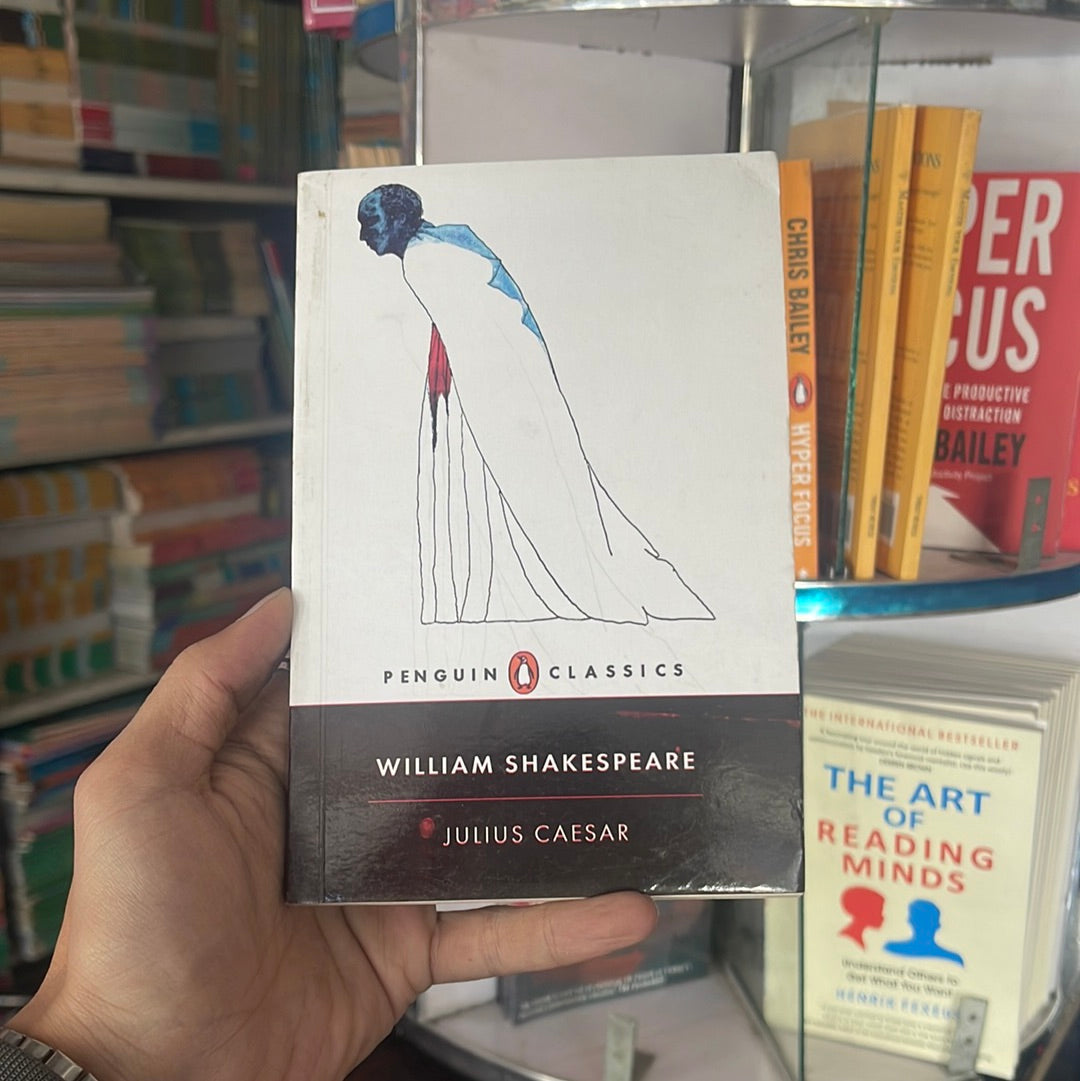 PENGUIN CLASSICS
WILLIAM SHAKESPEARE
JULIUS CAESAR
CHRIS BAILEY
HYPER FOCUS
PER
CUS
E PRODUCTIVE
DISTRACTION
BAILEY
THE INTERNATIONAL BESTSELLER
THE ART
OF
READING
MINDS
Understand Others to
Get What You Want
HENRIK